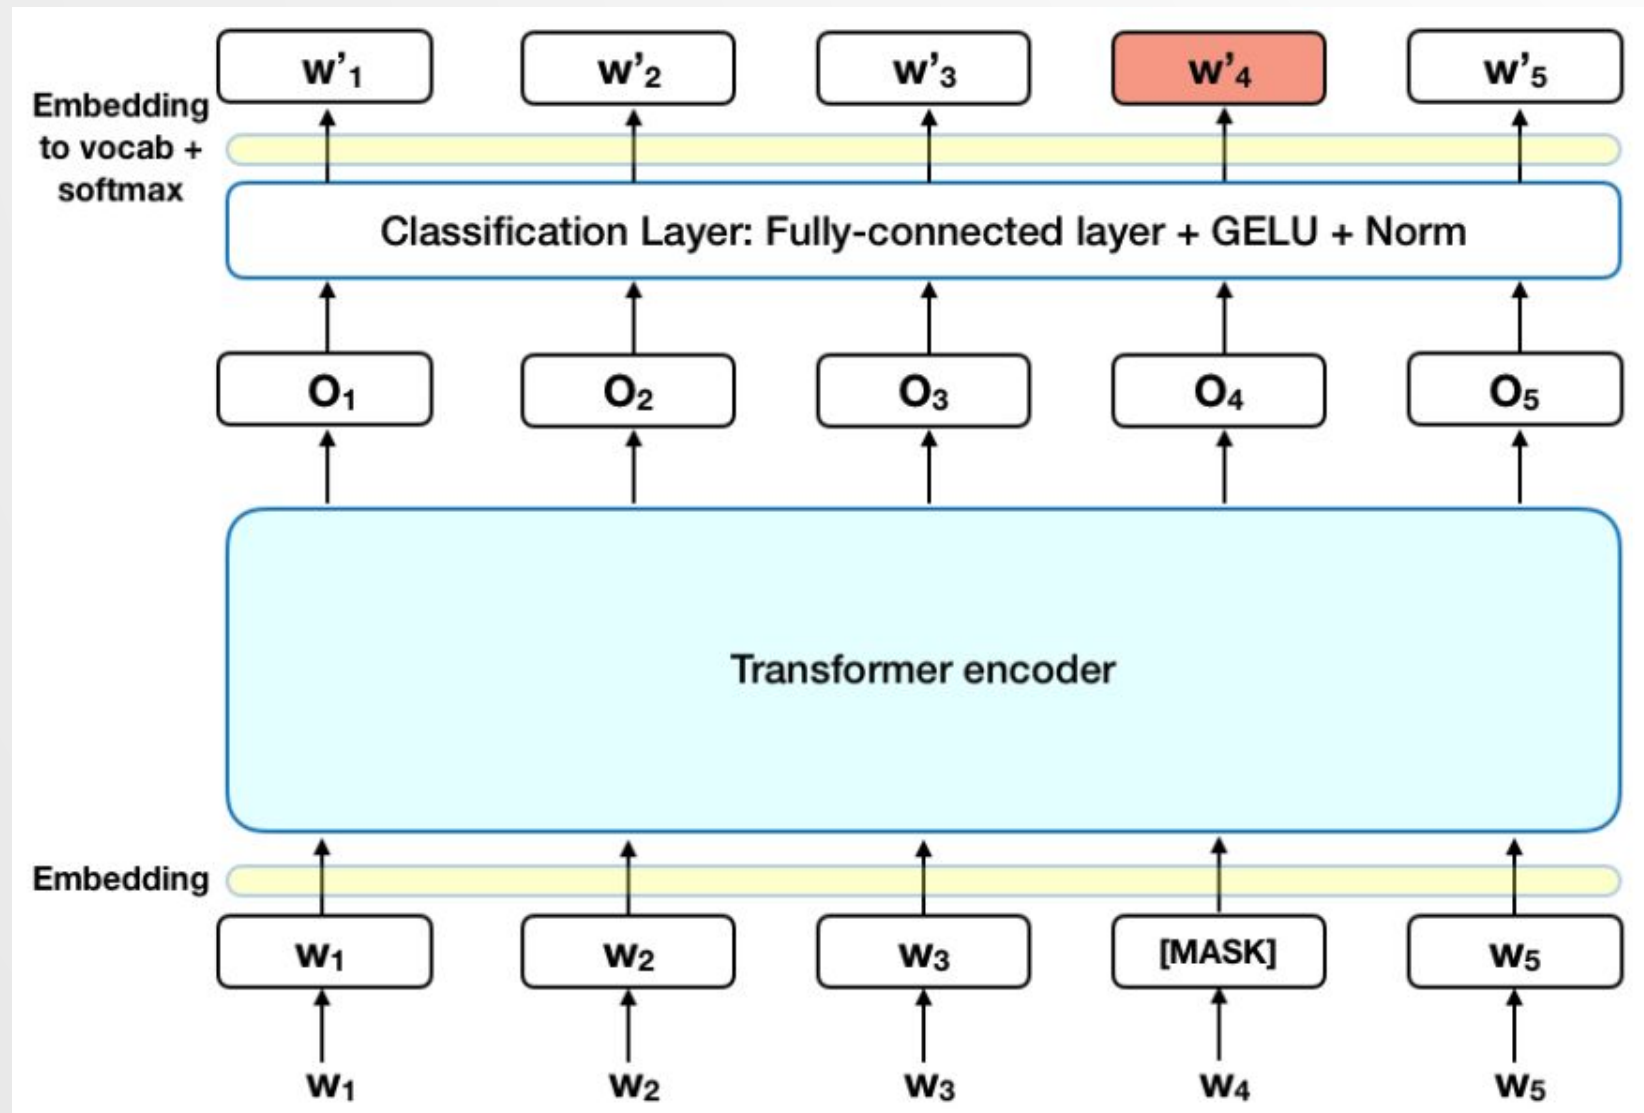 w’₁ w’₂ w’₃ w’₄ w’₅
Embedding
to vocab +
softmax
Classification Layer: Fully-connected layer + GELU + Norm
O₁ O₂ O₃ O₄ O₅
Transformer encoder
Embedding
w₁ w₂ w₃ [MASK] w₅
w₁ w₂ w₃ w₄ w₅